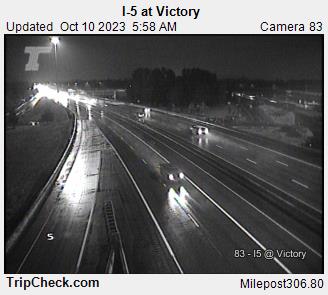 I-5 at Victory
Updated Oct 10 2023 5:58 AM Camera 83
T
S
83 - I5 @ Victory
TripCheck.com Milepost306.80